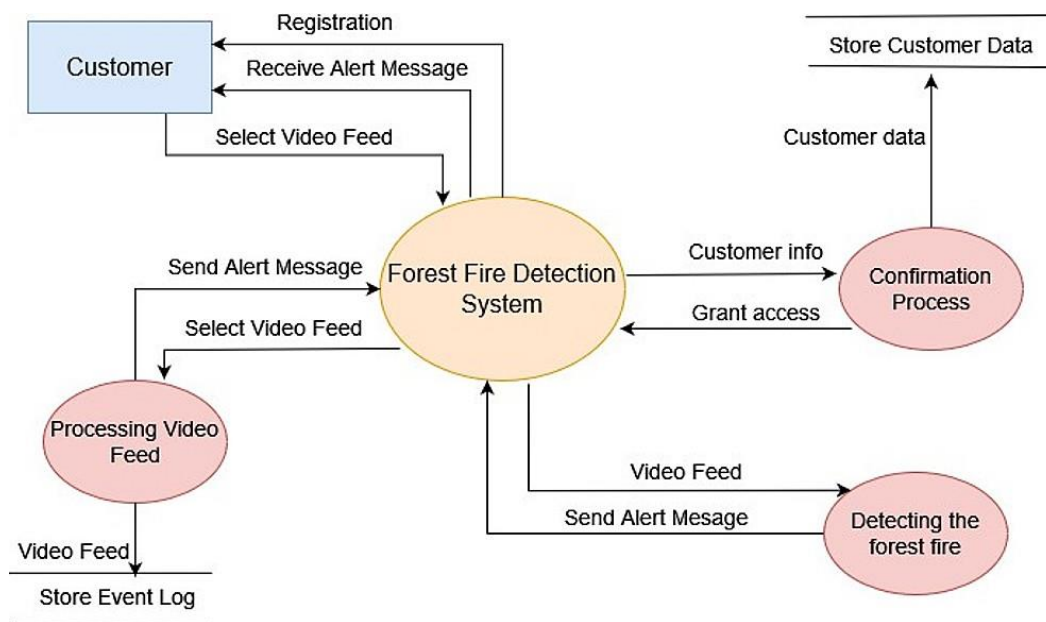 Registration
Customer
Receive Alert Message
Select Video Feed
Store Customer Data
Customer data
Send Alert Message
Forest Fire Detection
System
Customer info
Confirmation
Process
Grant access
Select Video Feed
Processing Video
Feed
Video Feed
Send Alert Mesage
Detecting the
forest fire
Video Feed
Store Event Log